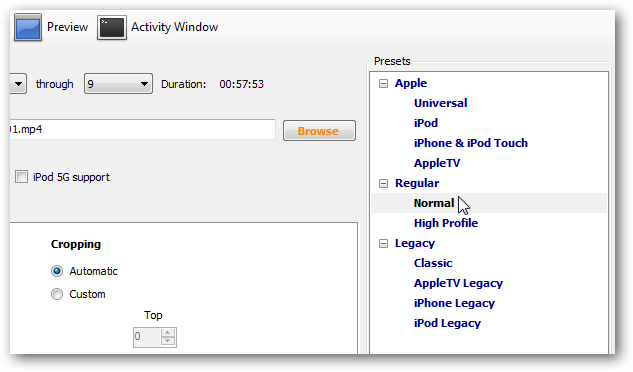 Preview Activity Window
Presets
through 9 Duration: 00:57:53
Apple
Universal
iPod
iPhone & iPod Touch
AppleTV
Regular
Normal
High Profile
Legacy
Classic
AppleTV Legacy
iPhone Legacy
iPod Legacy
01.mp4 Browse
iPod 5G support
Cropping
Automatic
Custom
Top
0